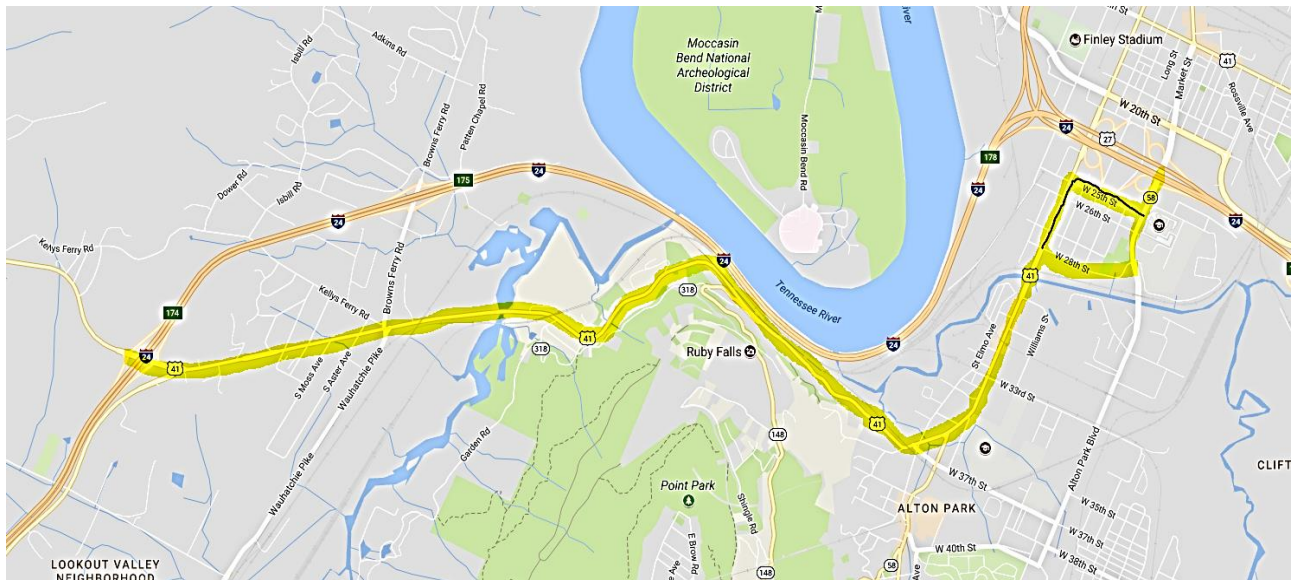 Isbill Rd
Adkins Rd
Patten Chapel Rd
Browns Ferry Rd
Moccasin
Bend National
Archeological
District
River
Moccasin Bend Rd
Finley Stadium
41
Long St
Market St
Rossville Ave
W 20th St
24
27
178
24
175
24
Dower Rd
Isbill Rd
24
Kellys Ferry Rd
58
W 25th St
W 26th St
W 28th St
24
41
24
318
Tennessee River
Browns Ferry Rd
Kellys Ferry Rd
174
24
41
S Moss Ave
S Aster Ave
Wauhatchie Pike
318
41
Ruby Falls
24
St Elmo Ave
Williams St
W 33rd St
Alton Park Blvd
41
148
Garden Rd
Wauhatchie Pike
Point Park
Shingle Rd
E Brow Rd
148
W 37th St
ALTON PARK
W 35th St
W 37th St
W 38th St
W 40th St
58
Ave
CLIFT
LOOKOUT VALLEY
NEIGHBORHOOD